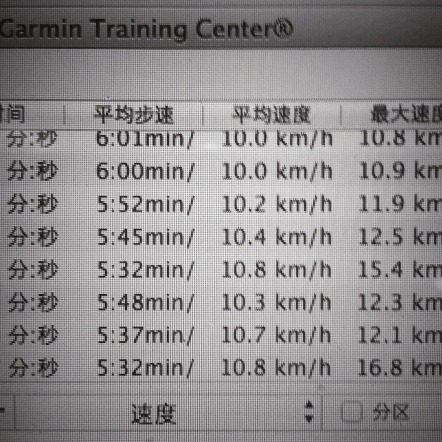 Garmin Training Center®
时间 平均步速 平均速度 最大速度
分:秒 6:01min/ 10.0 km/h 10.8 km
分:秒 6:00min/ 10.0 km/h 10.9 km
分:秒 5:52min/ 10.2 km/h 11.9 km
分:秒 5:45min/ 10.4 km/h 12.5 km
分:秒 5:32min/ 10.8 km/h 15.4 km
分:秒 5:48min/ 10.3 km/h 12.3 km
分:秒 5:37min/ 10.7 km/h 12.1 km
分:秒 5:32min/ 10.8 km/h 16.8 km
速度 分区